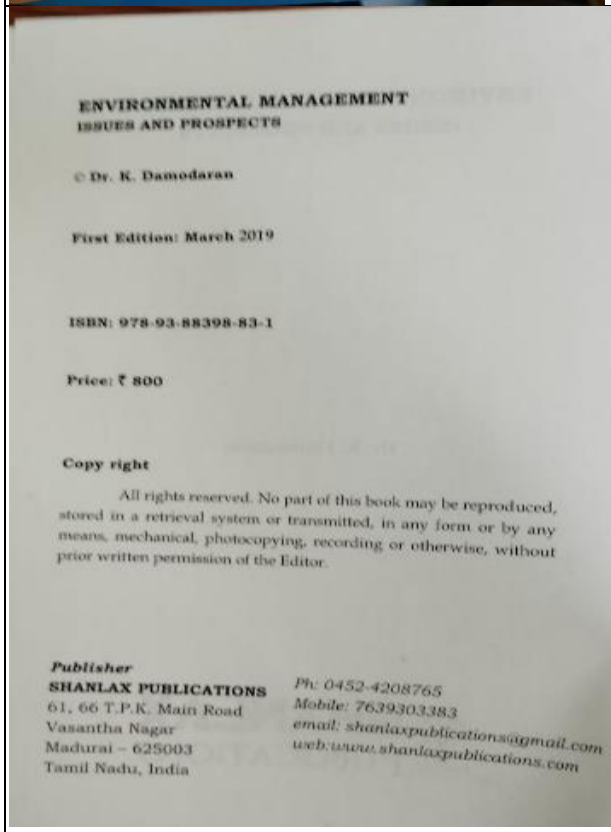 ENVIRONMENTAL MANAGEMENT
ISSUES AND PROSPECTS
© Dr. K. Damodaran
First Edition: March 2019
ISBN: 978-93-88398-83-1
Price: ₹ 800
Copy right
All rights reserved. No part of this book may be reproduced,
stored in a retrieval system or transmitted, in any form or by any
means, mechanical, photocopying, recording or otherwise, without
prior written permission of the Editor.
Publisher
SHANLAX PUBLICATIONS
61, 66 T.P.K. Main Road
Vasantha Nagar
Madurai – 625003
Tamil Nadu, India
Ph: 0452-4208765
Mobile: 7639303383
email: shanlaxpublications@gmail.com
web:www.shanlaxpublications.com